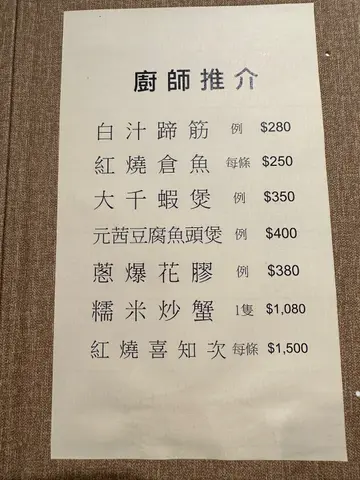 廚師推介
白汁蹄筋 例 $280
紅燒倉魚 每條 $250
大千蝦煲 例 $350
元茜豆腐魚頭煲 例 $400
蔥爆花膠 例 $380
糯米炒蟹 1隻 $1,080
紅燒喜知次 每條 $1,500